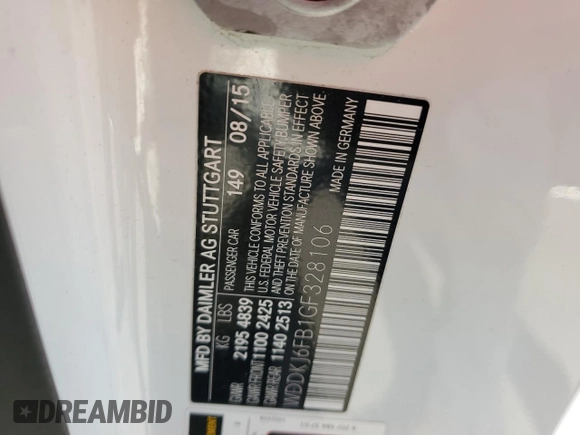 MFD BY DAIMLER AG STUTTGART
PASSENGER CAR 149 08/15
KG LBS
GVWR 2195 4839
GAWR FRONT 1100 2425
GAWR REAR 1140 2513
THIS VEHICLE CONFORMS TO ALL APPLICABLE
U.S. FEDERAL MOTOR VEHICLE SAFETY, BUMPER
AND THEFT PREVENTION STANDARDS IN EFFECT
ON THE DATE OF MANUFACTURE SHOWN ABOVE.
WDDKJ6FB1GF328106
MADE IN GERMANY
DREAMBID